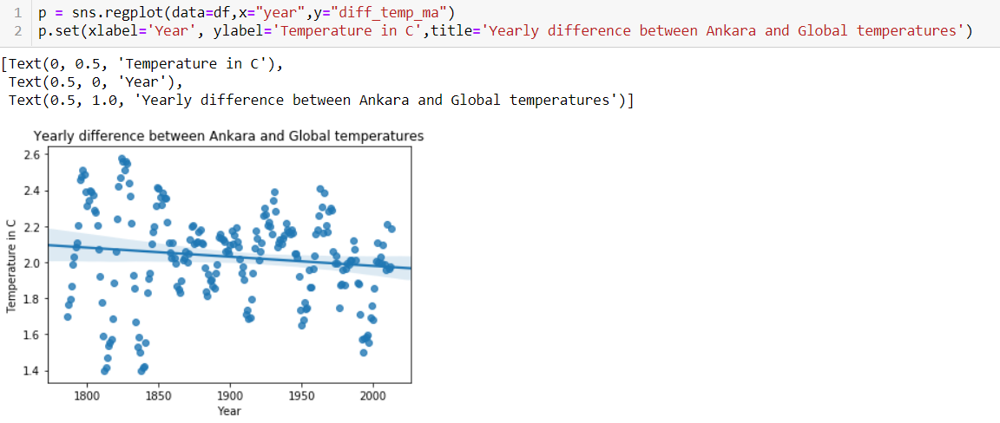 1 p = sns.regplot(data=df,x="year",y="diff_temp_ma")
2 p.set(xlabel='Year', ylabel='Temperature in C',title='Yearly difference between Ankara and Global temperatures')
[Text(0, 0.5, 'Temperature in C'),
Text(0.5, 0, 'Year'),
Text(0.5, 1.0, 'Yearly difference between Ankara and Global temperatures')]
Yearly difference between Ankara and Global temperatures
Temperature in C
2.6
2.4
2.2
2.0
1.8
1.6
1.4
1800 1850 1900 1950 2000
Year